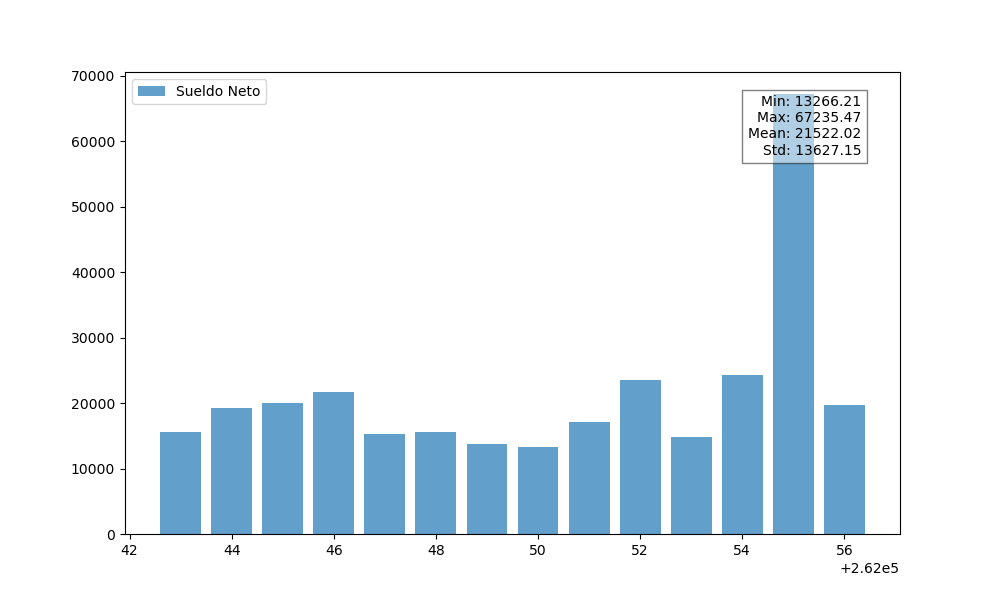 70000
60000
50000
40000
30000
20000
10000
0
Sueldo Neto
Min: 13266.21
Max: 67235.47
Mean: 21522.02
Std: 13627.15
42 44 46 48 50 52 54 56
+2.62e5